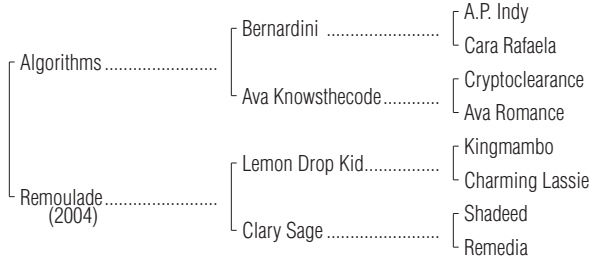 A.P. Indy
Bernardini ......................
Cara Rafaela
Algorithms ......................
Cryptoclearance
Ava Knowsthecode...........
Ava Romance
Kingmambo
Lemon Drop Kid...............
Charming Lassie
Remoulade ......................
(2004)
Shadeed
Clary Sage ......................
Remedia